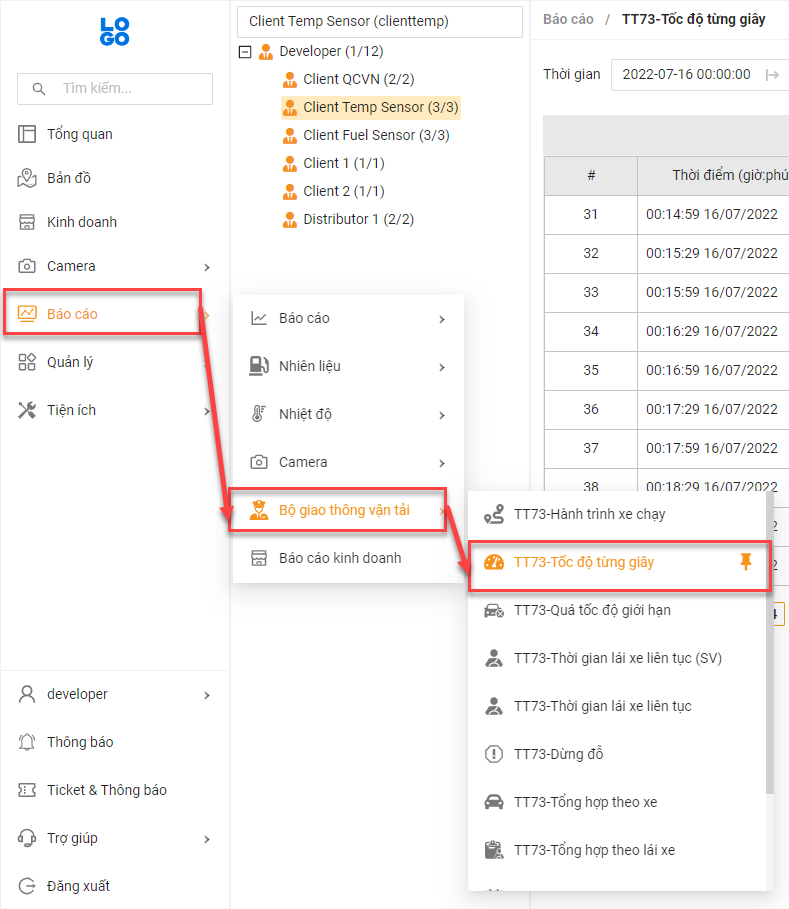 LO
GO
Tìm kiếm...
Tổng quan
Bản đồ
Kinh doanh
Camera
Báo cáo
Quản lý
Tiện ích
developer
Thông báo
Ticket & Thông báo
Trợ giúp
Đăng xuất
Client Temp Sensor (clienttemp)
Developer (1/12)
Client QCVN (2/2)
Client Temp Sensor (3/3)
Client Fuel Sensor (3/3)
Client 1 (1/1)
Client 2 (1/1)
Distributor 1 (2/2)
Báo cáo
Nhiên liệu
Nhiệt độ
Camera
Bộ giao thông vận tải
Báo cáo kinh doanh
TT73-Hành trình xe chạy
TT73-Tốc độ từng giây
TT73-Quá tốc độ giới hạn
TT73-Thời gian lái xe liên tục (SV)
TT73-Thời gian lái xe liên tục
TT73-Dừng đỗ
TT73-Tổng hợp theo xe
TT73-Tổng hợp theo lái xe
Báo cáo / TT73-Tốc độ từng giây
Thời gian 2022-07-16 00:00:00
# Thời điểm (giờ:phú
31 00:14:59 16/07/2022
32 00:15:29 16/07/2022
33 00:15:59 16/07/2022
34 00:16:29 16/07/2022
35 00:16:59 16/07/2022
36 00:17:29 16/07/2022
37 00:17:59 16/07/2022
38 00:18:29 16/07/2022
2
2
4